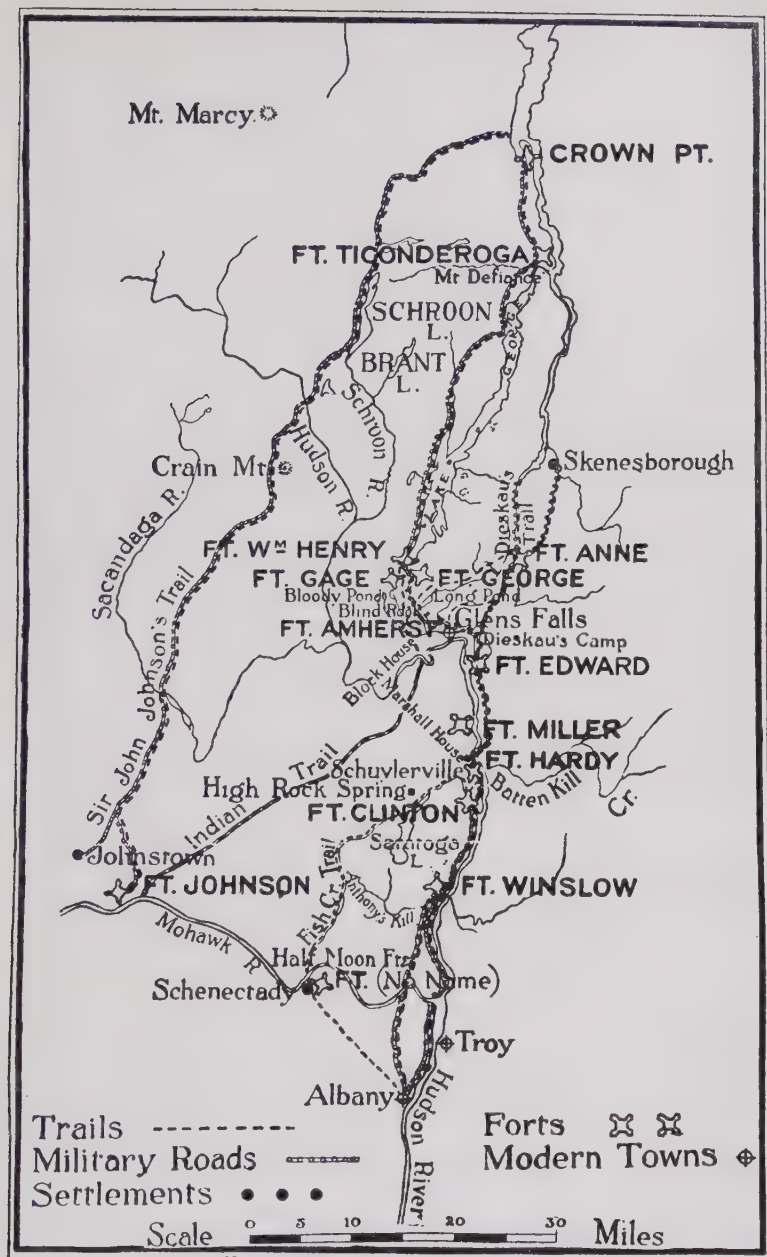 Mt. Marcy
CROWN PT.
FT. TICONDEROGA
Mt Defiance
SCHROON
L.
GEORGE
BRANT
L.
Schroon
R.
Hudson R.
Crain Mt.
LAKE
Skenesborough
Sacandaga R.
Dieskau's
Trail
FT. WM HENRY
FT. ANNE
FT. GAGE
FT. GEORGE
Bloody Pond
Long Pond
Blind Rock
Glens Falls
FT. AMHERST
Dieskau's Camp
Block House
FT. EDWARD
Sir John Johnson's Trail
Marshall House
FT. MILLER
Indian Trail
Schuylerville
FT. HARDY
High Rock Spring
Batten Kill
Cr.
FT. CLINTON
Saratoga
L.
Johnstown
FT. JOHNSON
Fish Cr. Trail
Anthony's Kill
FT. WINSLOW
Mohawk R.
Half Moon Ft.
FT. (No Name)
Schenectady
Troy
Albany
Hudson River
Trails
Forts
Military Roads
Modern Towns
Settlements
Scale 0 5 10 20 30 Miles